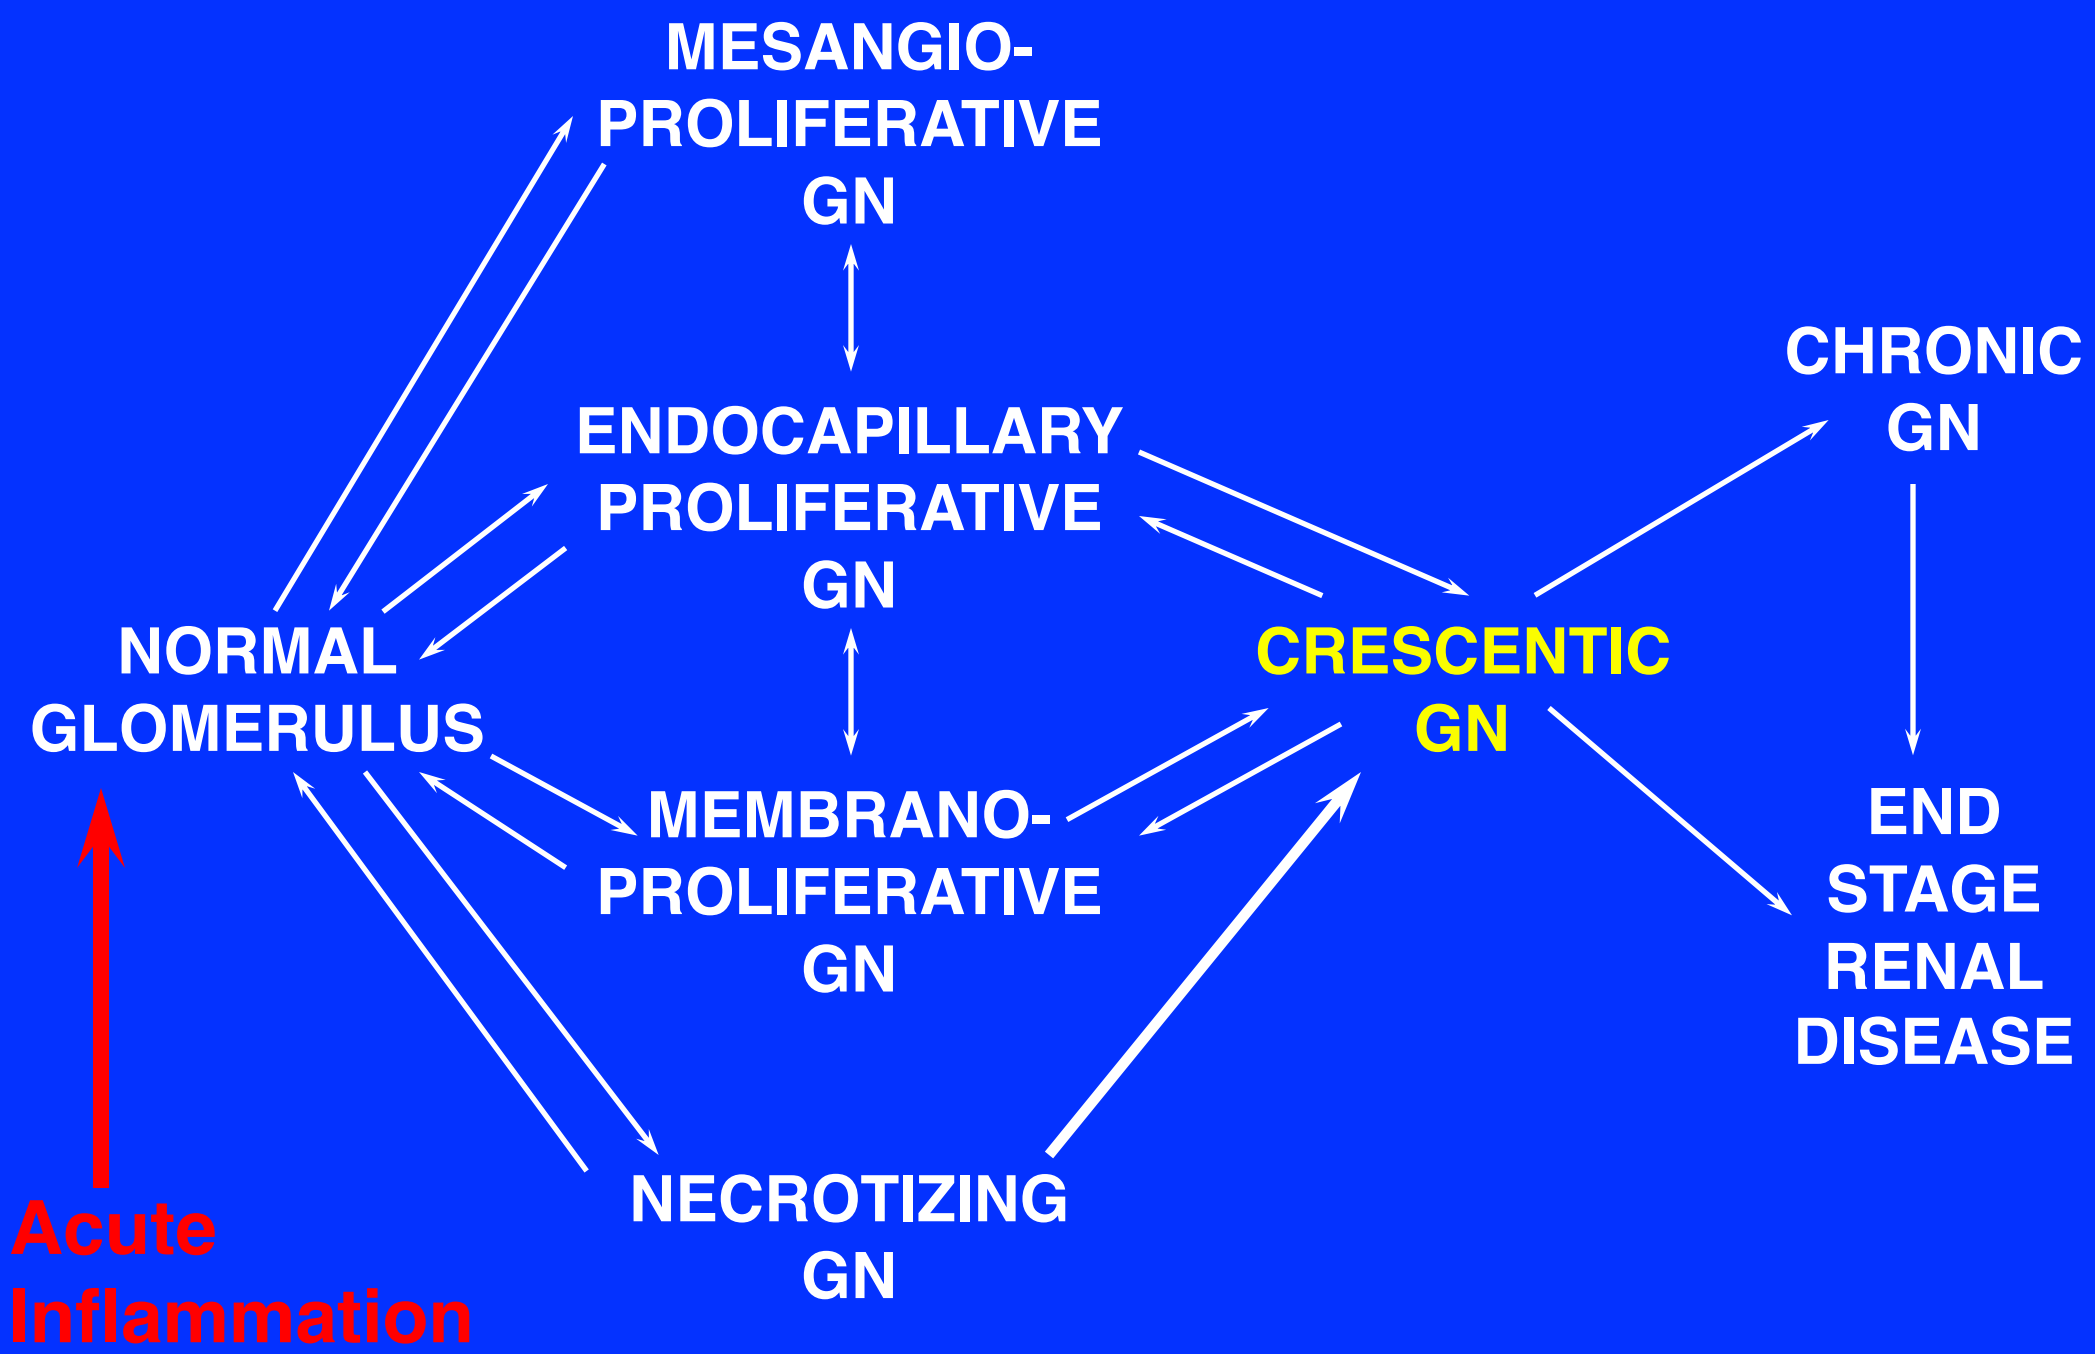 MESANGIO-
PROLIFERATIVE
GN
ENDOCAPILLARY
PROLIFERATIVE
GN
NORMAL
GLOMERULUS
MEMBRANO-
PROLIFERATIVE
GN
NECROTIZING
GN
CRESCENTIC
GN
CHRONIC
GN
END
STAGE
RENAL
DISEASE
Acute
Inflammation